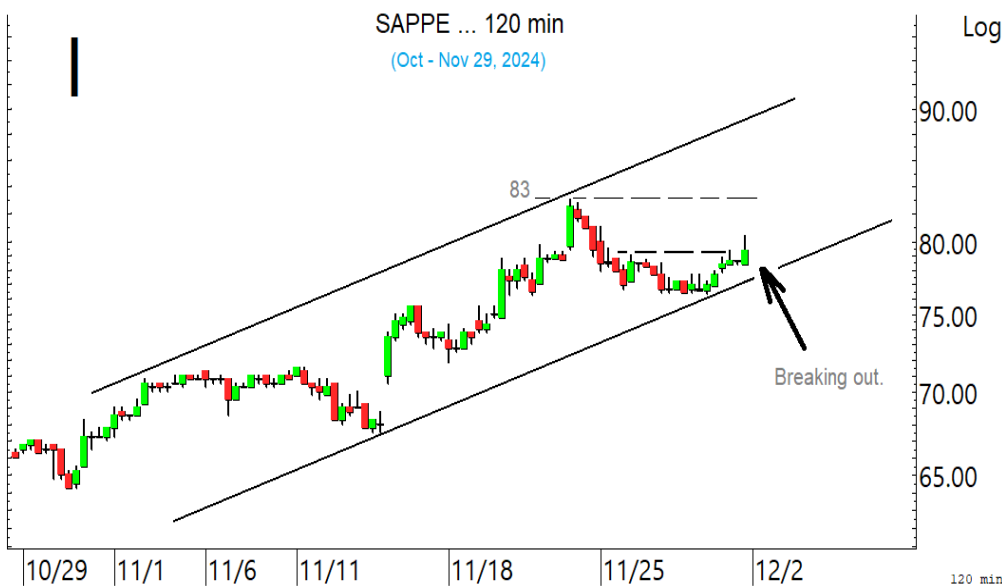 SAPPE ... 120 min
Log
(Oct - Nov 29, 2024)
90.00
83
80.00
75.00
Breaking out.
70.00
65.00
10/29 11/1 11/6 11/11 11/18 11/25 12/2
120 min